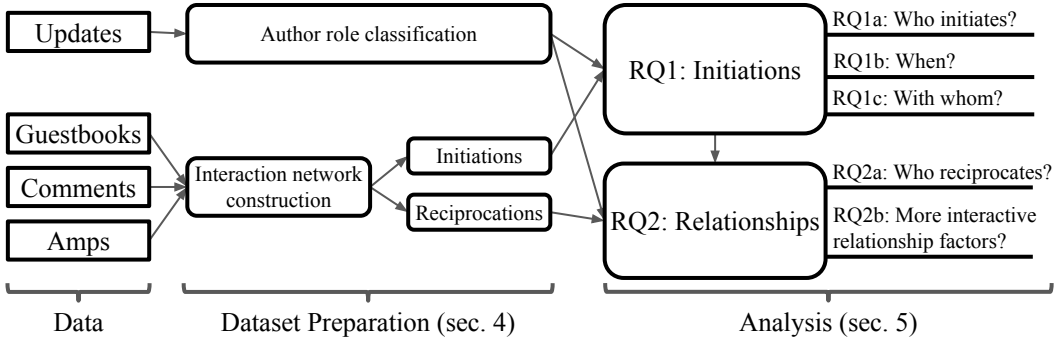 Updates
Author role classification
Guestbooks
Comments
Amps
Interaction network
construction
Initiations
Reciprocations
RQ1: Initiations
RQ1a: Who initiates?
RQ1b: When?
RQ1c: With whom?
RQ2: Relationships
RQ2a: Who reciprocates?
RQ2b: More interactive
relationship factors?
Data
Dataset Preparation (sec. 4)
Analysis (sec. 5)